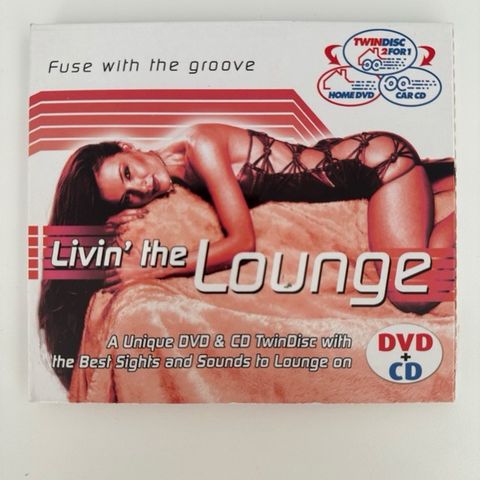 Fuse with the groove
TWINDISC
2 FOR 1
HOME DVD
CAR CD
Livin' the Lounge
A Unique DVD & CD TwinDisc with
the Best Sights and Sounds to Lounge on
DVD
+
CD